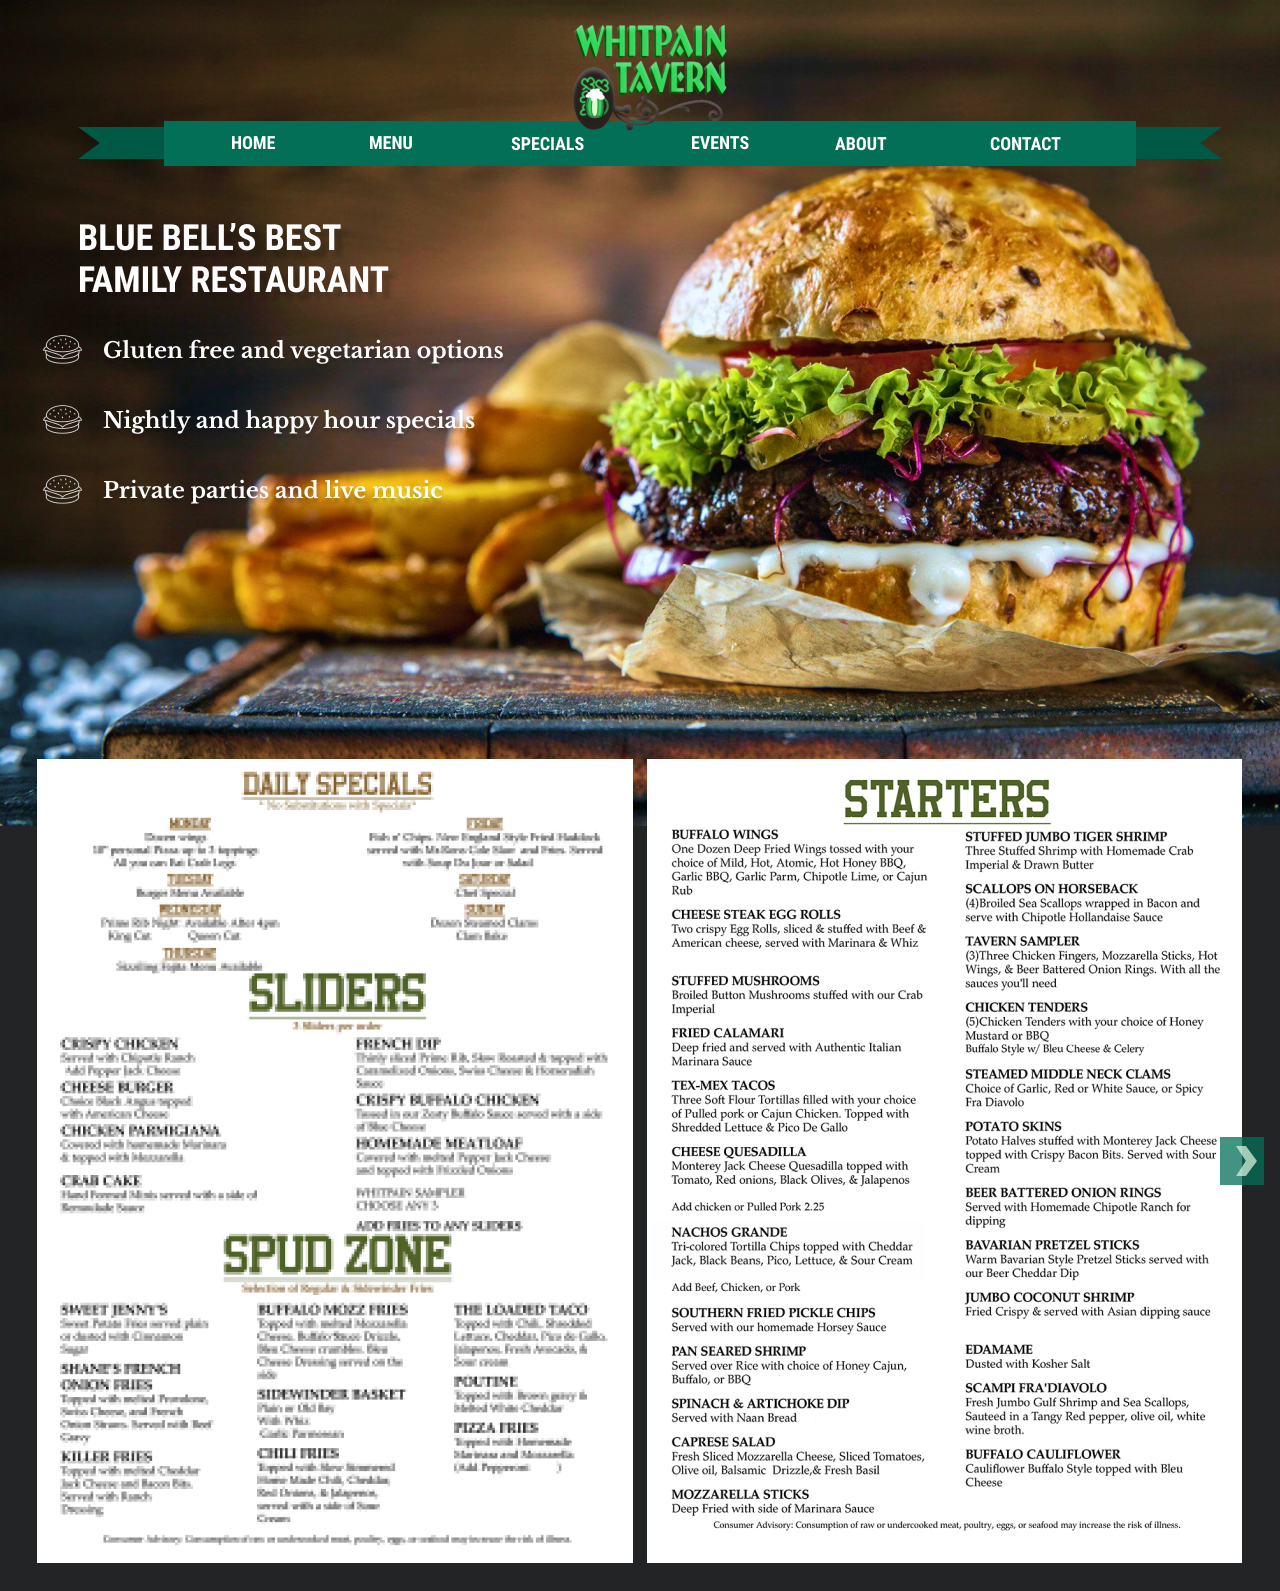 WHITPAIN
TAVERN
HOME
MENU
SPECIALS
EVENTS
ABOUT
CONTACT
BLUE BELL'S BEST
FAMILY RESTAURANT
Gluten free and vegetarian options
Nightly and happy hour specials
Private parties and live music
DAILY SPECIALS
* No Substitutions with Specials*
MONDAY
Dozen wings
10" personal Pizza up to 3 toppings
All you can Eat Crab Legs
TUESDAY
Burger Menu Available
WEDNESDAY
Prime Rib Night: Available After 4pm
King Cut Queen Cut
THURSDAY
Sizzling Fajita Menu Available
FRIDAY
Fish n' Chips. New England Style Fried Haddock
served with Cole Slaw and Fries. Served
with Soup Du Jour or Salad
SATURDAY
Chef Special
SUNDAY
Dozen Steamed Clams
Clam Bake
SLIDERS
3 Sliders per order
CRISPY CHICKEN
Served with Chipotle Ranch
Add Pepper Jack Cheese
CHEESE BURGER
Choice Black Angus topped
with American Cheese
CHICKEN PARMIGIANA
Covered with homemade Marinara
& topped with Mozzarella
CRAB CAKE
Hand Formed Minis served with a side of
Remoulade Sauce
FRENCH DIP
Thinly sliced Prime Rib, Slow Roasted & topped with
Caramelized Onions, Swiss Cheese & Horseradish
Sauce
CRISPY BUFFALO CHICKEN
Tossed in our Zesty Buffalo Sauce served with a side
of Blue Cheese
HOMEMADE MEATLOAF
Covered with melted Pepper Jack Cheese
and topped with Frizzled Onions
WHITPAIN SAMPLER
CHOOSE ANY 3
ADD FRIES TO ANY SLIDERS
SPUD ZONE
Selection of Regular & Sidewinder Fries
SWEET JENNY'S
Sweet Potato Fries served plain
or dusted with Cinnamon
Sugar
SHANE'S FRENCH
ONION FRIES
Topped with melted Provolone,
Swiss Cheese, and French
Onion Straws. Served with Beef
Gravy
KILLER FRIES
Topped with melted Cheddar
Jack Cheese and Bacon Bits.
Served with Ranch
Dressing
BUFFALO MOZZ FRIES
Topped with melted Mozzarella
Cheese, Buffalo Sauce Drizzle,
Bleu Cheese crumbles. Bleu
Cheese Dressing served on the
side
SIDEWINDER BASKET
Plain or Old Bay
With Whiz
Garlic Parmesan
CHILI FRIES
Topped with Slow Simmered
Home Made Chili, Cheddar,
Red Onions, & Jalapenos,
served with a side of Sour
Cream
THE LOADED TACO
Topped with Chili, Shredded
Lettuce, Cheddar, Pico de Gallo,
Jalapenos, Fresh Avocado, &
Sour cream
POUTINE
Topped with Brown gravy &
Melted White Cheddar
PIZZA FRIES
Topped with Homemade
Marinara and Mozzarella
(Add Pepperoni )
Consumer Advisory: Consumption of raw or undercooked meat, poultry, eggs, or seafood may increase the risk of illness.
STARTERS
BUFFALO WINGS
One Dozen Deep Fried Wings tossed with your
choice of Mild, Hot, Atomic, Hot Honey BBQ,
Garlic BBQ, Garlic Parm, Chipotle Lime, or Cajun
Rub
CHEESE STEAK EGG ROLLS
Two crispy Egg Rolls, sliced & stuffed with Beef &
American cheese, served with Marinara & Whiz
STUFFED MUSHROOMS
Broiled Button Mushrooms stuffed with our Crab
Imperial
FRIED CALAMARI
Deep fried and served with Authentic Italian
Marinara Sauce
TEX-MEX TACOS
Three Soft Flour Tortillas filled with your choice
of Pulled pork or Cajun Chicken. Topped with
Shredded Lettuce & Pico De Gallo
CHEESE QUESADILLA
Monterey Jack Cheese Quesadilla topped with
Tomato, Red onions, Black Olives, & Jalapenos
Add chicken or Pulled Pork 2.25
NACHOS GRANDE
Tri-colored Tortilla Chips topped with Cheddar
Jack, Black Beans, Pico, Lettuce, & Sour Cream
Add Beef, Chicken, or Pork
SOUTHERN FRIED PICKLE CHIPS
Served with our homemade Horsey Sauce
PAN SEARED SHRIMP
Served over Rice with choice of Honey Cajun,
Buffalo, or BBQ
SPINACH & ARTICHOKE DIP
Served with Naan Bread
CAPRESE SALAD
Fresh Sliced Mozzarella Cheese, Sliced Tomatoes,
Olive oil, Balsamic Drizzle,& Fresh Basil
MOZZARELLA STICKS
Deep Fried with side of Marinara Sauce
STUFFED JUMBO TIGER SHRIMP
Three Stuffed Shrimp with Homemade Crab
Imperial & Drawn Butter
SCALLOPS ON HORSEBACK
(4)Broiled Sea Scallops wrapped in Bacon and
serve with Chipotle Hollandaise Sauce
TAVERN SAMPLER
(3)Three Chicken Fingers, Mozzarella Sticks, Hot
Wings, & Beer Battered Onion Rings. With all the
sauces you'll need
CHICKEN TENDERS
(5)Chicken Tenders with your choice of Honey
Mustard or BBQ
Buffalo Style w/ Bleu Cheese & Celery
STEAMED MIDDLE NECK CLAMS
Choice of Garlic, Red or White Sauce, or Spicy
Fra Diavolo
POTATO SKINS
Potato Halves stuffed with Monterey Jack Cheese
topped with Crispy Bacon Bits. Served with Sour
Cream
BEER BATTERED ONION RINGS
Served with Homemade Chipotle Ranch for
dipping
BAVARIAN PRETZEL STICKS
Warm Bavarian Style Pretzel Sticks served with
our Beer Cheddar Dip
JUMBO COCONUT SHRIMP
Fried Crispy & served with Asian dipping sauce
EDAMAME
Dusted with Kosher Salt
SCAMPI FRA'DIAVOLO
Fresh Jumbo Gulf Shrimp and Sea Scallops,
Sauteed in a Tangy Red pepper, olive oil, white
wine broth.
BUFFALO CAULIFLOWER
Cauliflower Buffalo Style topped with Bleu
Cheese
Consumer Advisory: Consumption of raw or undercooked meat, poultry, eggs, or seafood may increase the risk of illness.